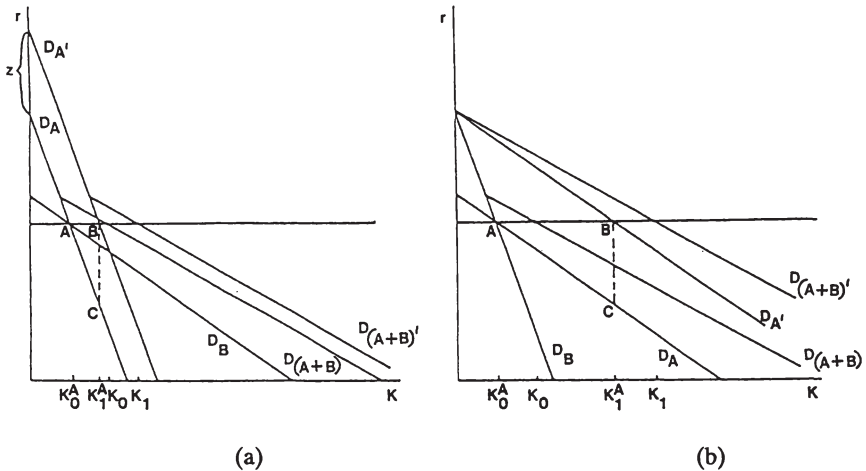 r
D_A'
z
D_A
A B' C
D_B
D_(A+B)
D_(A+B)'
K_0^A K_1^A K_0 K_1 K
(a)
r
A B' C
D_(A+B)'
D_A'
D_B
D_A
D_(A+B)
K_0^A K_0 K_1^A K_1 K
(b)